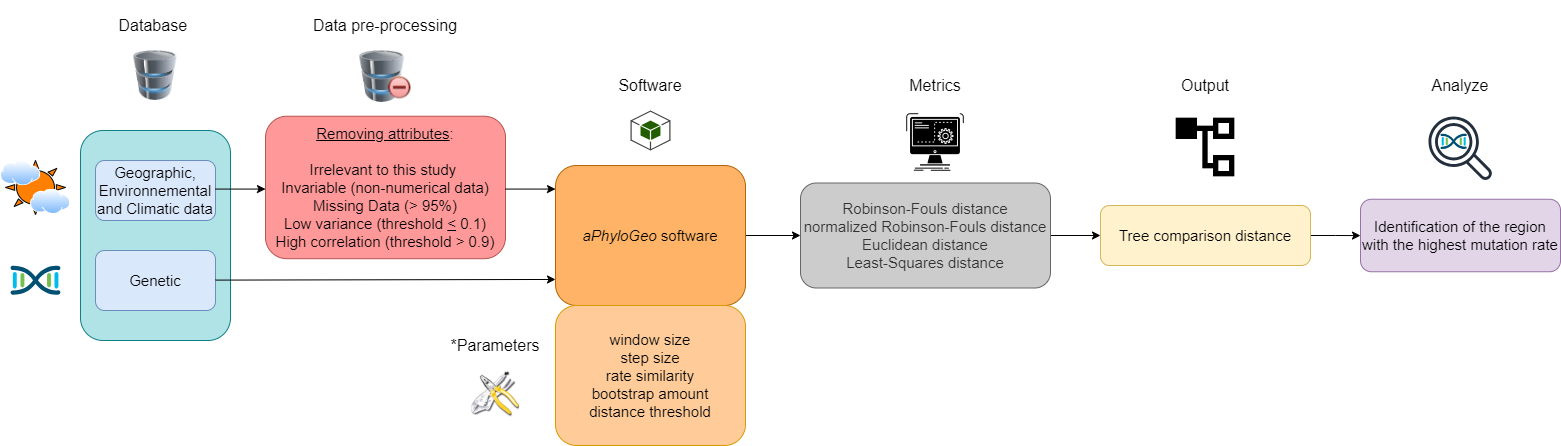 Database
Data pre-processing
Software
Metrics
Output
Analyze
Geographic,
Environnemental
and Climatic data
Genetic
Removing attributes:
Irrelevant to this study
Invariable (non-numerical data)
Missing Data (> 95%)
Low variance (threshold ≤ 0.1)
High correlation (threshold > 0.9)
aPhyloGeo software
*Parameters
window size
step size
rate similarity
bootstrap amount
distance threshold
Robinson-Fouls distance
normalized Robinson-Fouls distance
Euclidean distance
Least-Squares distance
Tree comparison distance
Identification of the region
with the highest mutation rate